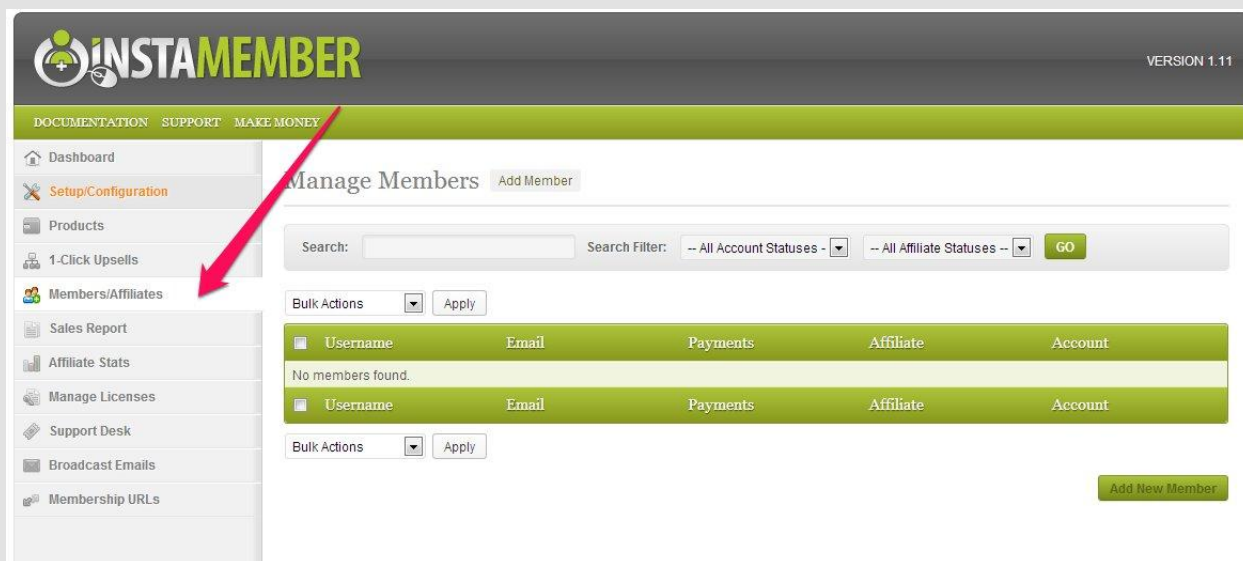 INSTAMEMBER
VERSION 1.11
DOCUMENTATION SUPPORT MAKE MONEY
Dashboard
Setup/Configuration
Products
1-Click Upsells
Members/Affiliates
Sales Report
Affiliate Stats
Manage Licenses
Support Desk
Broadcast Emails
Membership URLs
Manage Members Add Member
Search: Search Filter: -- All Account Statuses - -- All Affiliate Statuses -- GO
Bulk Actions Apply
Username Email Payments Affiliate Account
No members found.
Username Email Payments Affiliate Account
Bulk Actions Apply
Add New Member